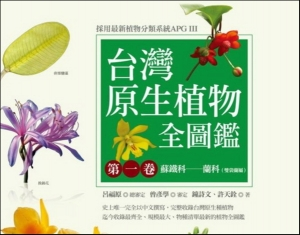 採用最新植物分類系統APG III
台灣
原生植物
全圖鑑
第一卷 蘇鐵科——蘭科（雙袋蘭屬）
呂福原◎總審定 曾彥學◎審定 鐘詩文、許天銓◎著
史上唯一完全以中文撰寫、完整收錄台灣原生種植物
迄今收錄最齊全、規模最大、物種清單最新的植物全圖鑑